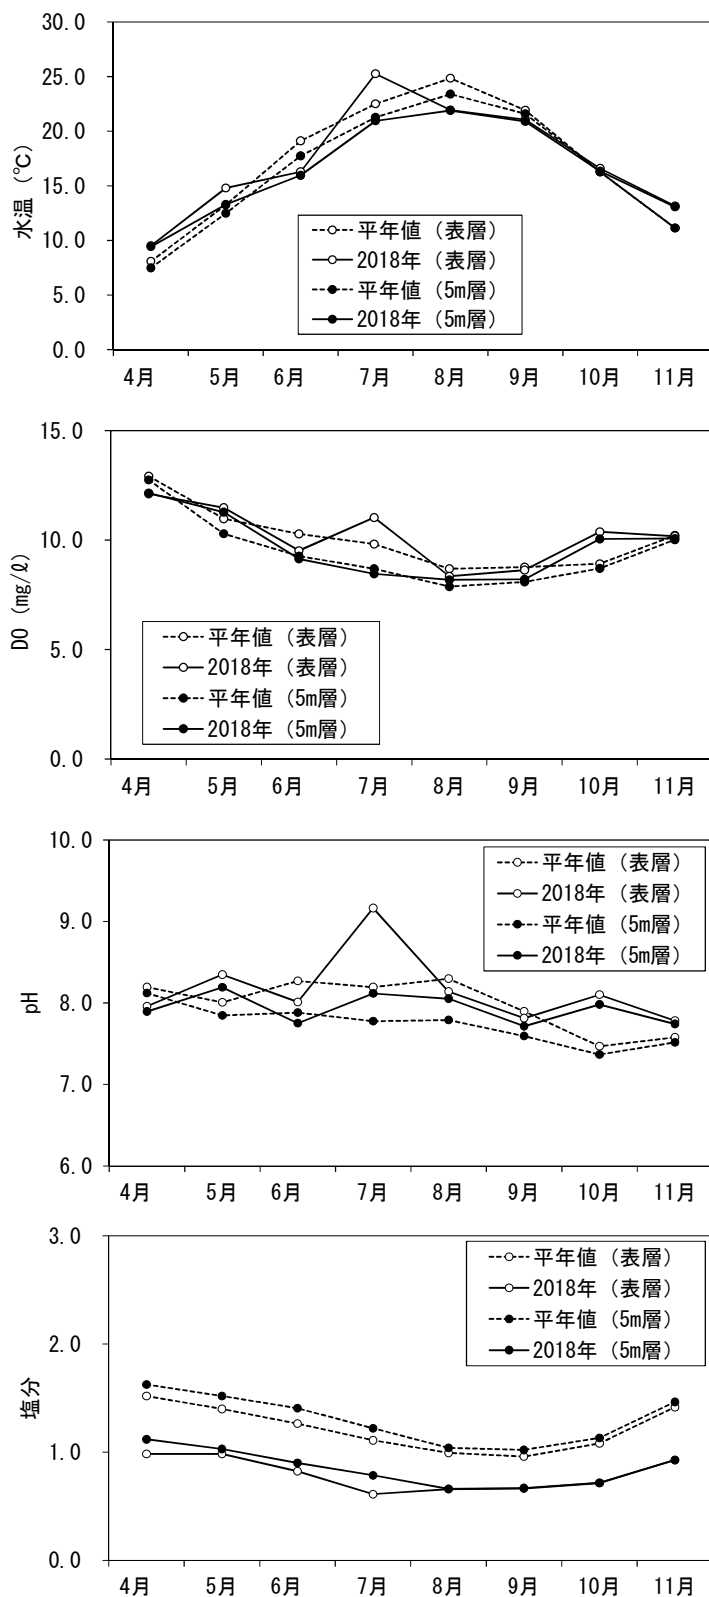 30.0
25.0
20.0
15.0
10.0
5.0
0.0
水温 (℃)
平年値 (表層)
2018年 (表層)
平年値 (5m層)
2018年 (5m層)
4月 5月 6月 7月 8月 9月 10月 11月
15.0
10.0
5.0
0.0
DO (mg/ℓ)
平年値 (表層)
2018年 (表層)
平年値 (5m層)
2018年 (5m層)
4月 5月 6月 7月 8月 9月 10月 11月
10.0
9.0
8.0
7.0
6.0
pH
平年値 (表層)
2018年 (表層)
平年値 (5m層)
2018年 (5m層)
4月 5月 6月 7月 8月 9月 10月 11月
3.0
2.0
1.0
0.0
塩分
平年値 (表層)
2018年 (表層)
平年値 (5m層)
2018年 (5m層)
4月 5月 6月 7月 8月 9月 10月 11月